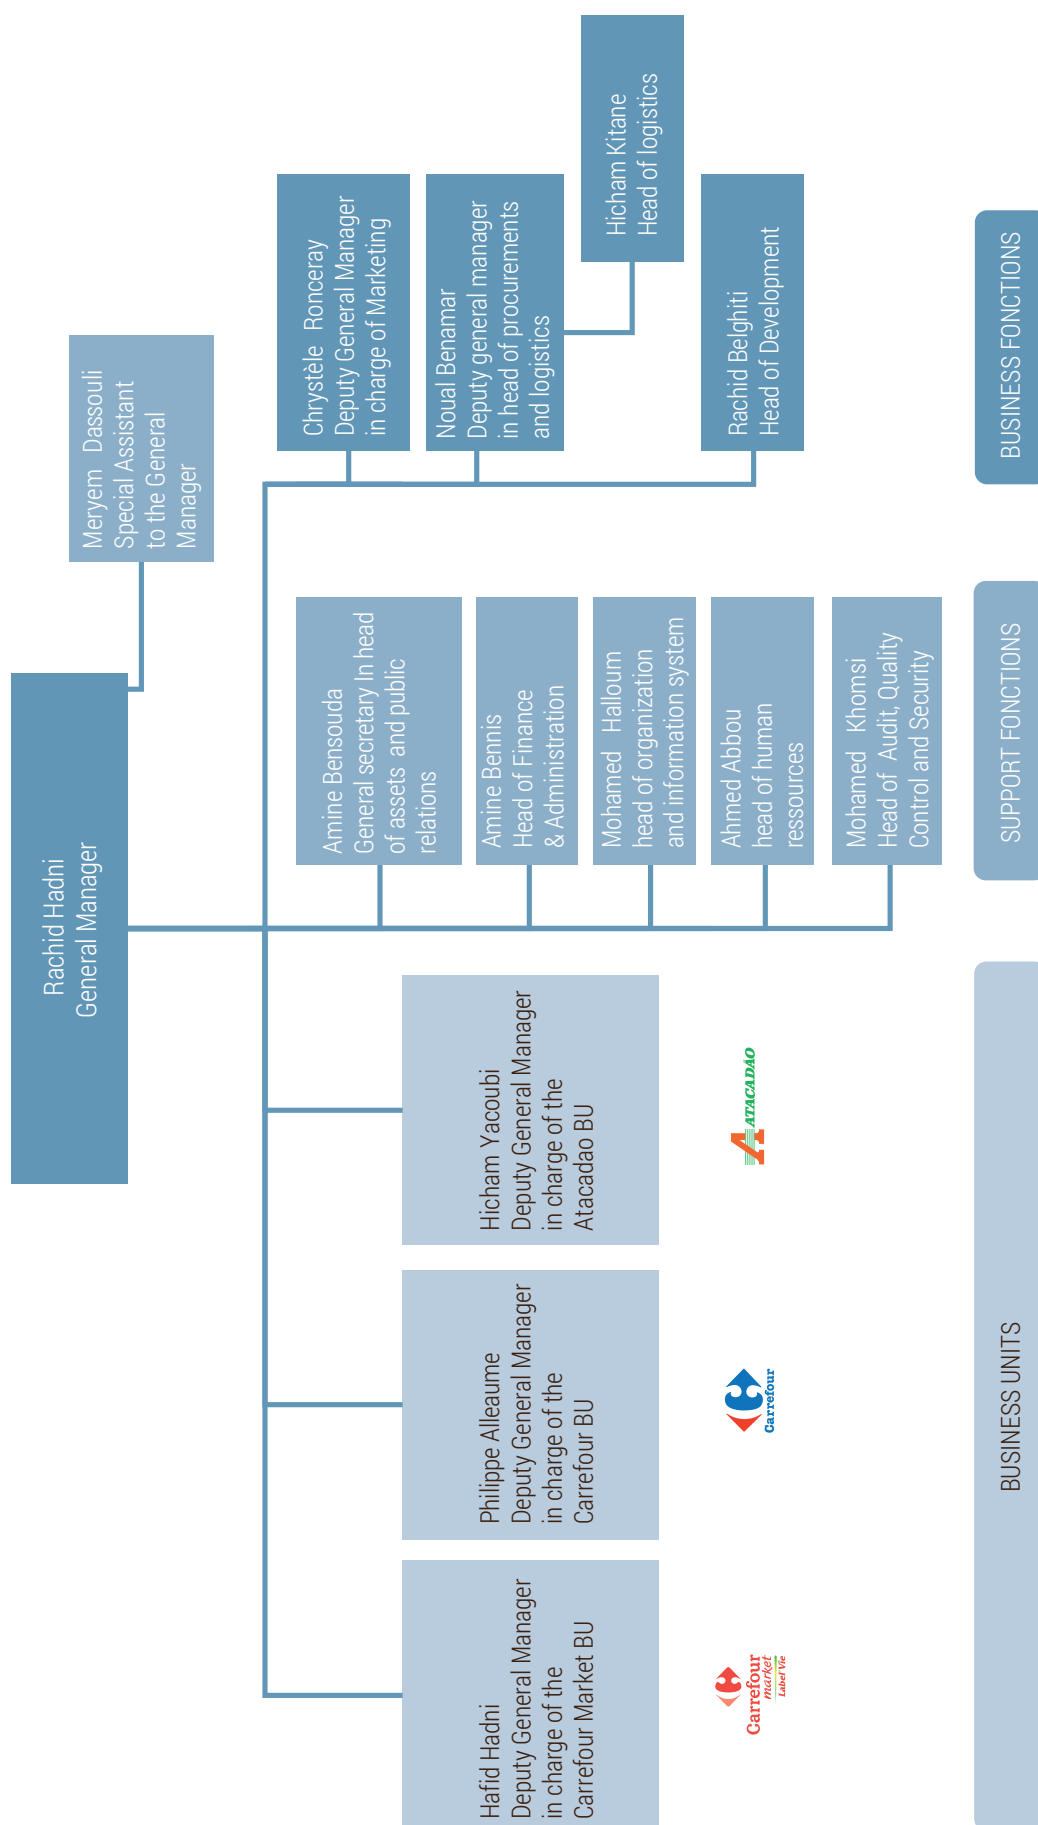 Rachid Hadni
General Manager
Meryem Dassouli
Special Assistant
to the General
Manager
Hafid Hadni
Deputy General Manager
in charge of the
Carrefour Market BU
Philippe Alleaume
Deputy General Manager
in charge of the
Carrefour BU
Hicham Yacoubi
Deputy General Manager
in charge of the
Atacadao BU
Amine Bensouda
General secretary In head
of assets and public
relations
Amine Bennis
Head of Finance
& Administration
Mohamed Halloum
head of organization
and information system
Ahmed Abbou
head of human
ressources
Mohamed Khomsi
Head of Audit, Quality
Control and Security
Chrystèle Ronceray
Deputy General Manager
in charge of Marketing
Noual Benamar
Deputy general manager
in head of procurements
and logistics
Hicham Kitane
Head of logistics
Rachid Belghiti
Head of Development
Carrefour
market
Label'Vie
Carrefour
A ATACADÃO
BUSINESS UNITS
SUPPORT FONCTIONS
BUSINESS FONCTIONS